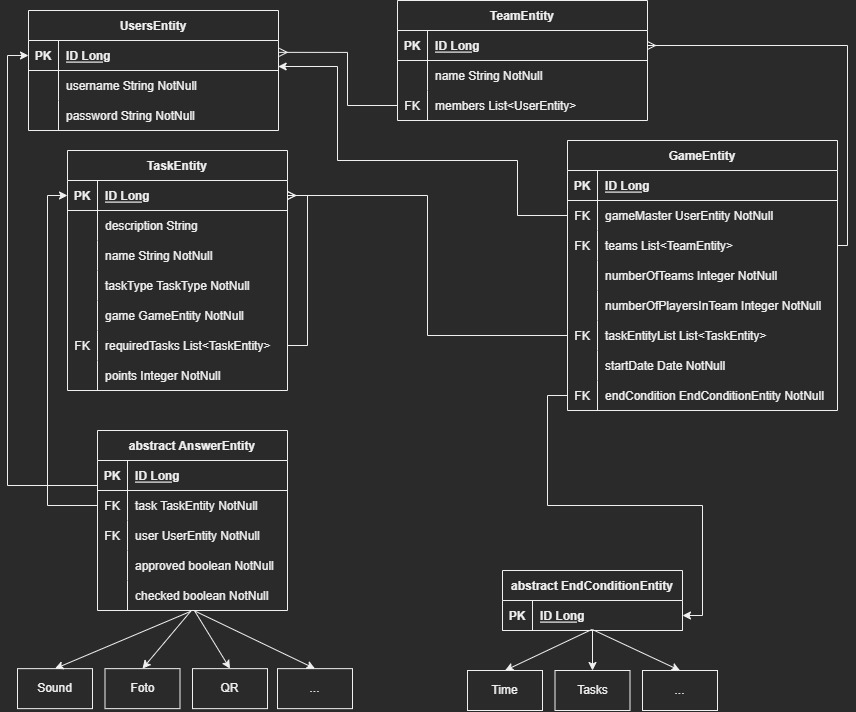 UsersEntity
PK ID Long
username String NotNull
password String NotNull
TeamEntity
PK ID Long
name String NotNull
FK members List<UserEntity>
TaskEntity
PK ID Long
description String
name String NotNull
taskType TaskType NotNull
game GameEntity NotNull
FK requiredTasks List<TaskEntity>
points Integer NotNull
GameEntity
PK ID Long
FK gameMaster UserEntity NotNull
FK teams List<TeamEntity>
numberOfTeams Integer NotNull
numberOfPlayersInTeam Integer NotNull
FK taskEntityList List<TaskEntity>
startDate Date NotNull
FK endCondition EndConditionEntity NotNull
abstract AnswerEntity
PK ID Long
FK task TaskEntity NotNull
FK user UserEntity NotNull
approved boolean NotNull
checked boolean NotNull
Sound
Foto
QR
...
abstract EndConditionEntity
PK ID Long
Time
Tasks
...